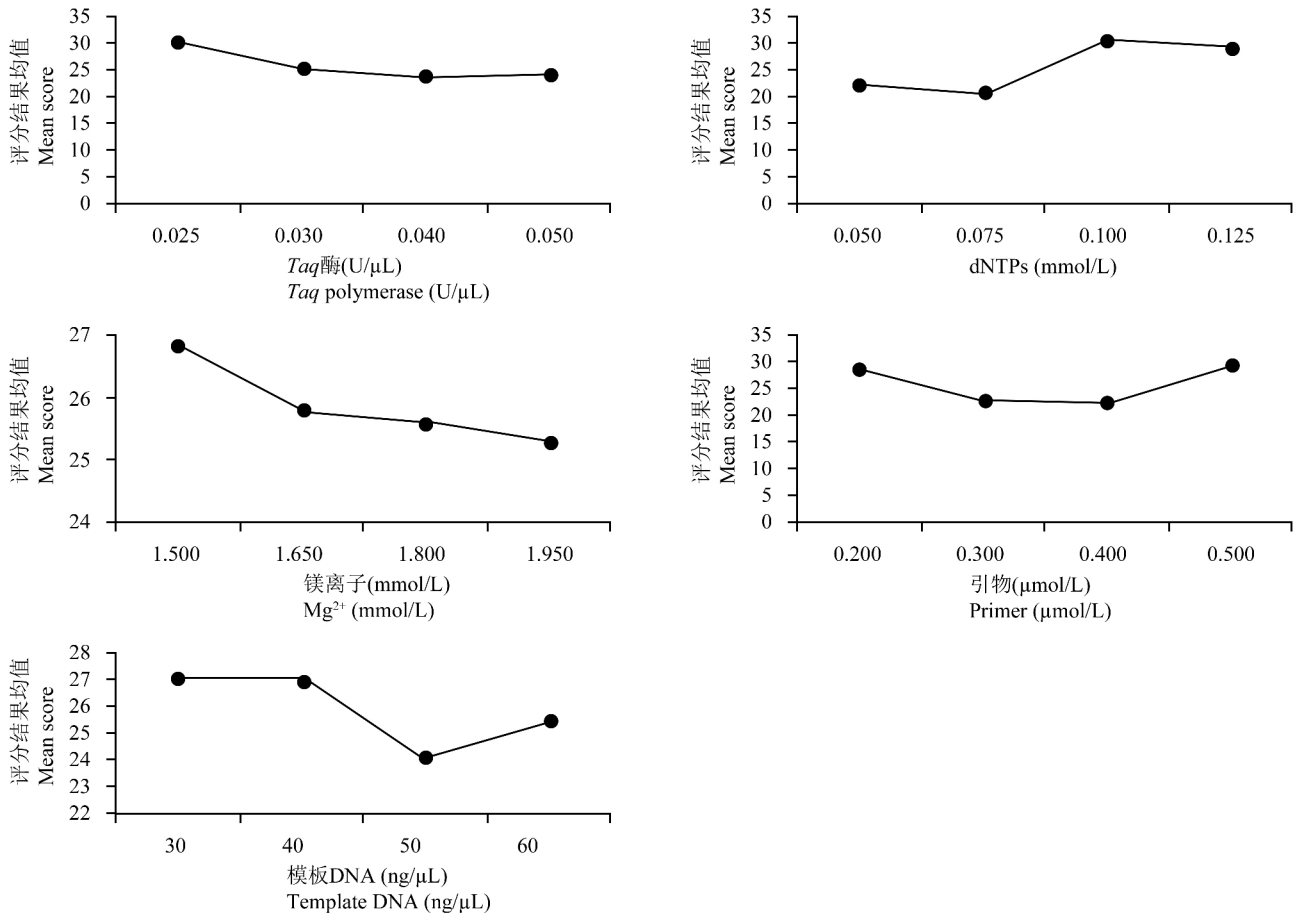 评分结果均值
Mean score
35
30
25
20
15
10
5
0
0.025 0.030 0.040 0.050
Taq酶(U/µL)
Taq polymerase (U/µL)
评分结果均值
Mean score
35
30
25
20
15
10
5
0
0.050 0.075 0.100 0.125
dNTPs (mmol/L)
评分结果均值
Mean score
27
26
25
24
1.500 1.650 1.800 1.950
镁离子(mmol/L)
Mg²⁺ (mmol/L)
评分结果均值
Mean score
35
30
25
20
15
10
5
0
0.200 0.300 0.400 0.500
引物(µmol/L)
Primer (µmol/L)
评分结果均值
Mean score
28
27
26
25
24
23
22
30 40 50 60
模板DNA (ng/µL)
Template DNA (ng/µL)